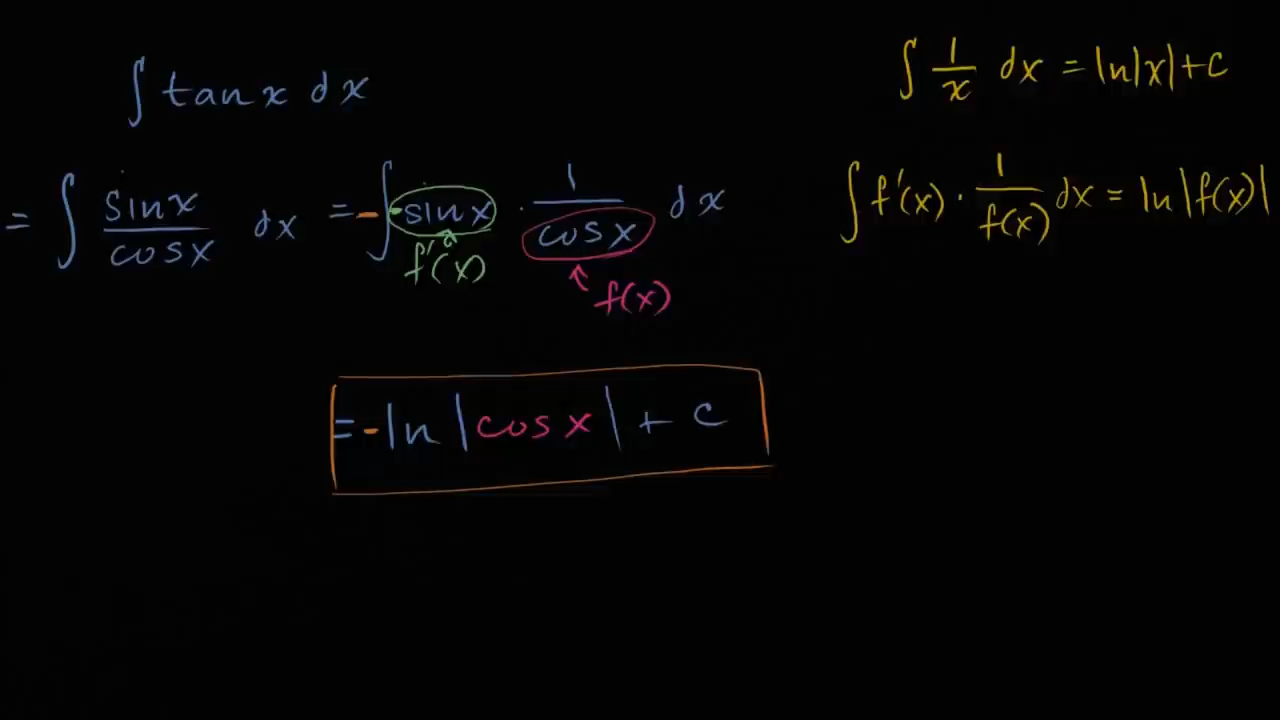 ∫ tan x dx
∫ 1/x dx = ln|x| + c
= ∫ sin x / cos x dx = -∫ -sin x · 1/cos x dx
∫ f'(x) · 1/f(x) dx = ln|f(x)|
f'(x)
f(x)
= -ln |cos x| + c